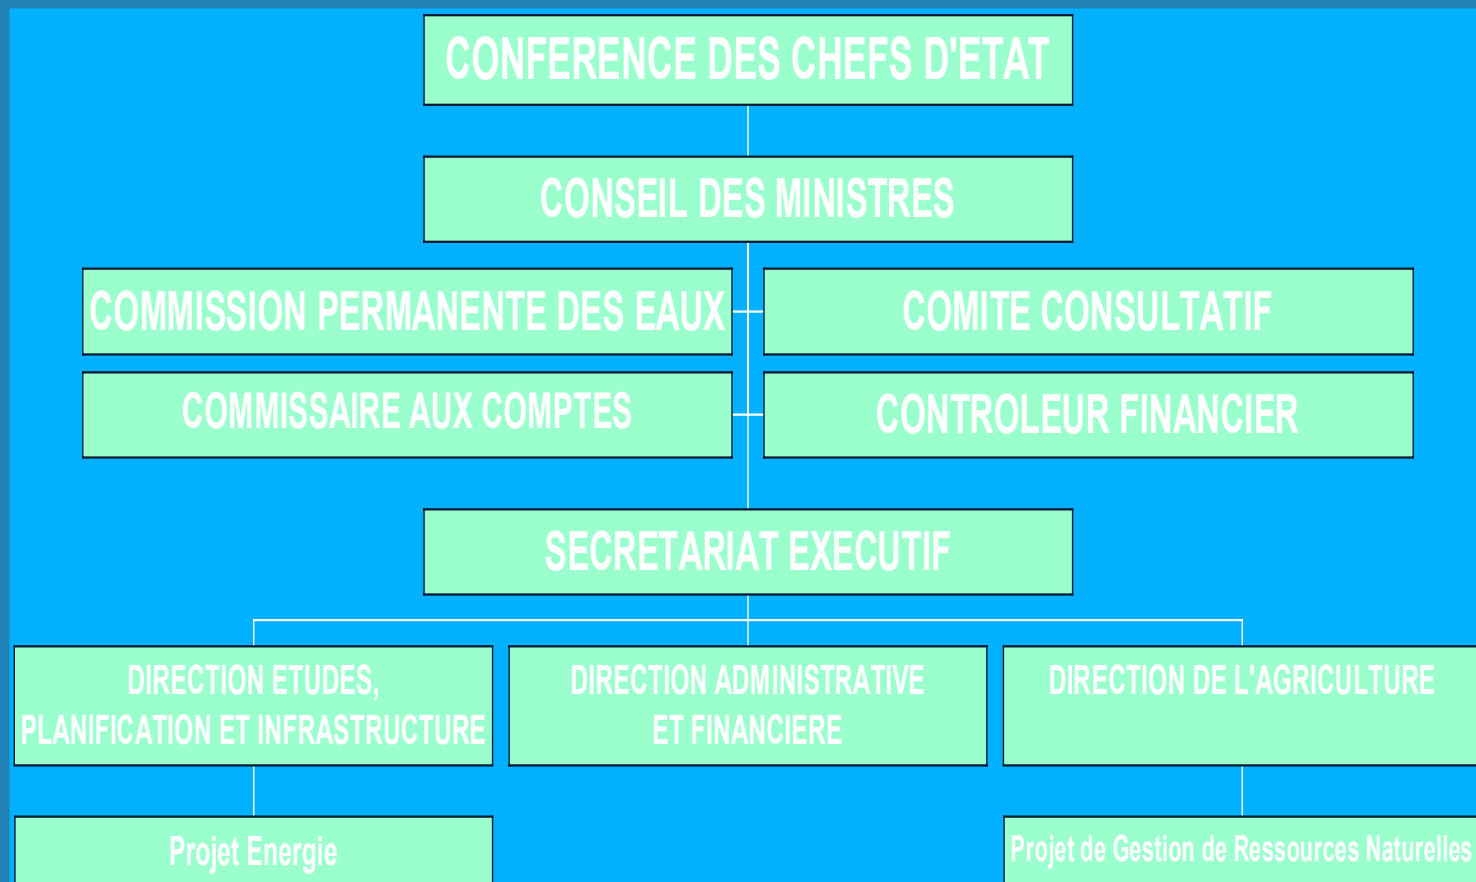 CONFERENCE DES CHEFS D'ETAT
CONSEIL DES MINISTRES
COMMISSION PERMANENTE DES EAUX
COMITE CONSULTATIF
COMMISSAIRE AUX COMPTES
CONTROLEUR FINANCIER
SECRETARIAT EXECUTIF
DIRECTION ETUDES,
PLANIFICATION ET INFRASTRUCTURE
DIRECTION ADMINISTRATIVE
ET FINANCIERE
DIRECTION DE L'AGRICULTURE
Projet Energie
Projet de Gestion de Ressources Naturelles